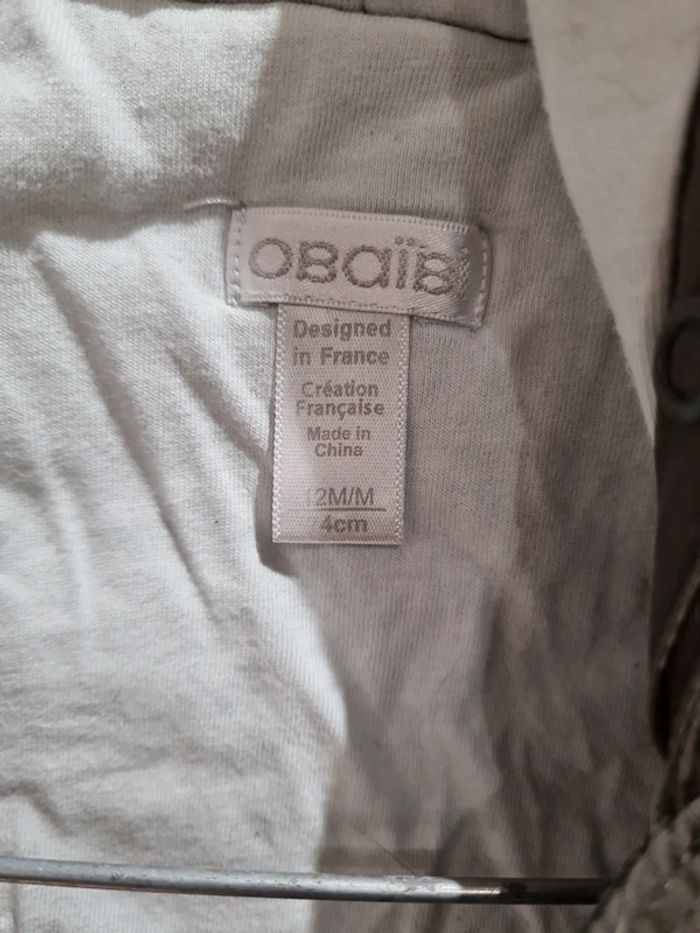 OBaïBi
Designed
in France
Création
Française
Made in
China
12M/M
4cm